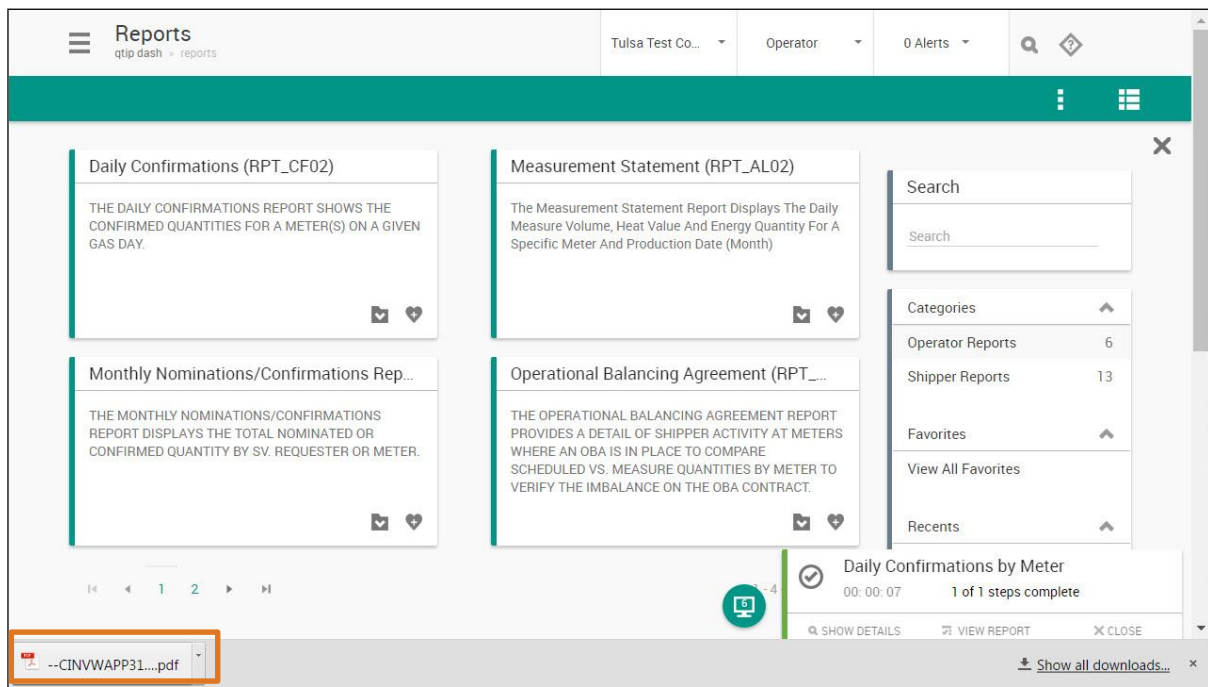 Reports
qtip dash » reports
Tulsa Test Co...
Operator
0 Alerts
Daily Confirmations (RPT_CF02)
THE DAILY CONFIRMATIONS REPORT SHOWS THE
CONFIRMED QUANTITIES FOR A METER(S) ON A GIVEN
GAS DAY.
Measurement Statement (RPT_AL02)
The Measurement Statement Report Displays The Daily
Measure Volume, Heat Value And Energy Quantity For A
Specific Meter And Production Date (Month)
Monthly Nominations/Confirmations Rep...
THE MONTHLY NOMINATIONS/CONFIRMATIONS
REPORT DISPLAYS THE TOTAL NOMINATED OR
CONFIRMED QUANTITY BY SV. REQUESTER OR METER.
Operational Balancing Agreement (RPT_...
THE OPERATIONAL BALANCING AGREEMENT REPORT
PROVIDES A DETAIL OF SHIPPER ACTIVITY AT METERS
WHERE AN OBA IS IN PLACE TO COMPARE
SCHEDULED VS. MEASURE QUANTITIES BY METER TO
VERIFY THE IMBALANCE ON THE OBA CONTRACT.
Search
Search
Categories
Operator Reports 6
Shipper Reports 13
Favorites
View All Favorites
Recents
1 2
6
Daily Confirmations by Meter
00: 00: 07 1 of 1 steps complete
SHOW DETAILS VIEW REPORT CLOSE
--CINVWAPP31....pdf
Show all downloads...